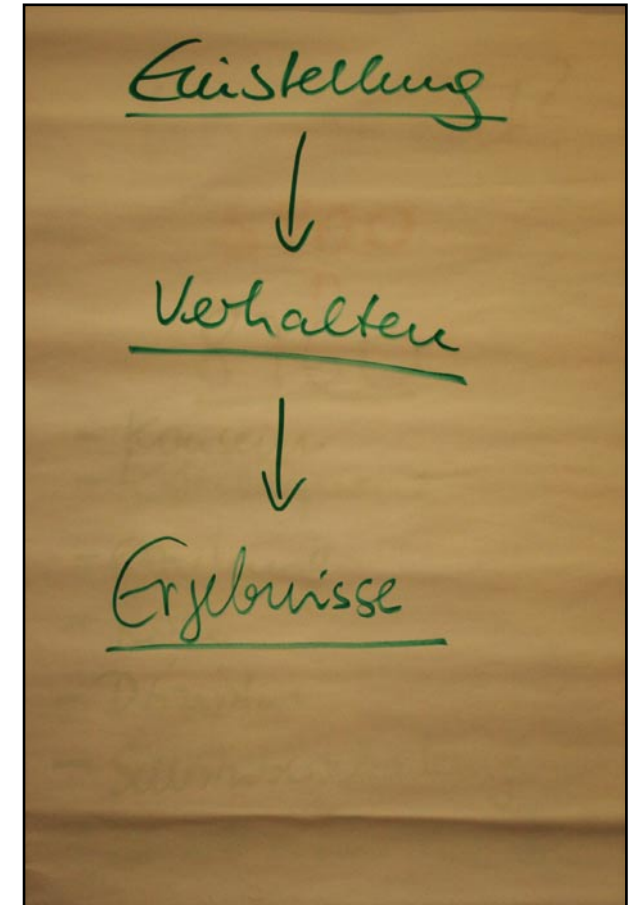 Einstellung
↓
Verhalten
↓
Ergebnisse